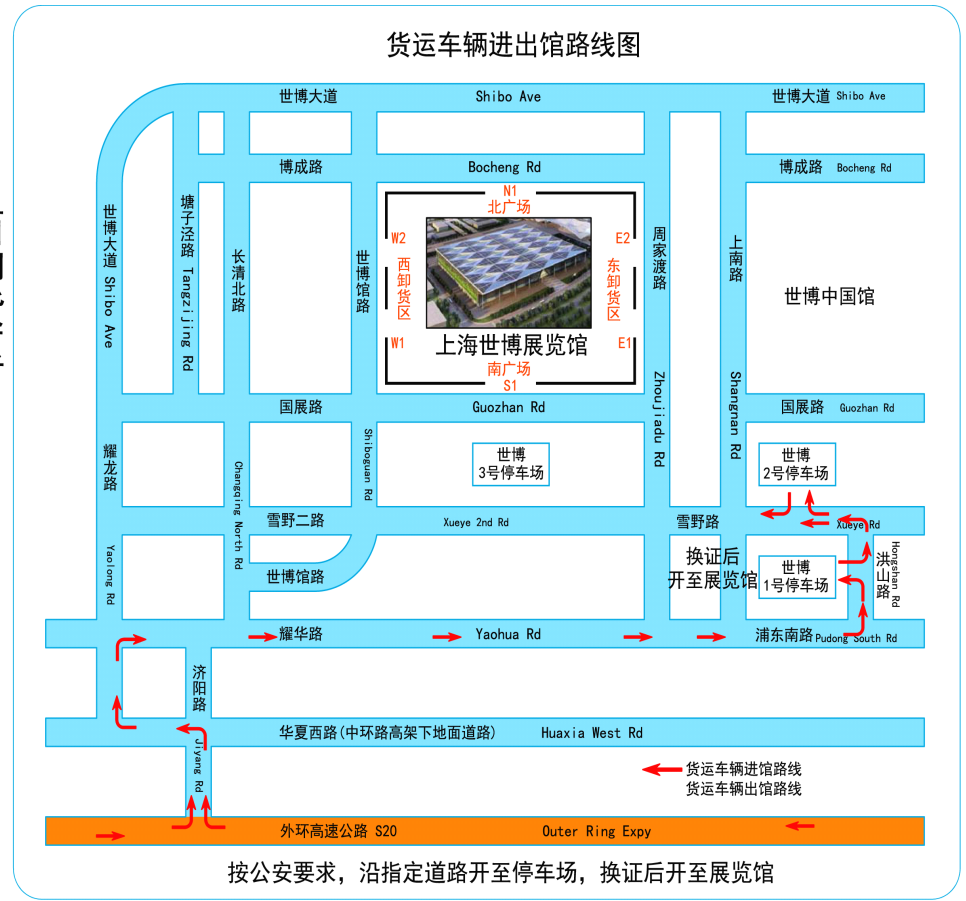 货运车辆进出馆路线图
世博大道 Shibo Ave
世博大道 Shibo Ave
博成路 Bocheng Rd
博成路 Bocheng Rd
世博大道 Shibo Ave
塘子泾路 Tangzijing Rd
长清北路
世博馆路
N1
北广场
W2
西卸货区
W1
E2
东卸货区
E1
上海世博展览馆
南广场
S1
周家渡路
Zhoujiadu Rd
上南路
Shangnan Rd
世博中国馆
国展路 Guozhan Rd
国展路 Guozhan Rd
耀龙路
Yaolong Rd
Changqing North Rd
Shiboguan Rd
世博
3号停车场
世博
2号停车场
雪野二路 Xueye 2nd Rd
雪野路 Xueye Rd
换证后
开至展览馆
世博
1号停车场
洪山路
Hongshan Rd
世博馆路
耀华路 Yaohua Rd
浦东南路 Pudong South Rd
济阳路
Jiyang Rd
华夏西路(中环路高架下地面道路) Huaxia West Rd
货运车辆进馆路线
货运车辆出馆路线
外环高速公路 S20 Outer Ring Expy
按公安要求，沿指定道路开至停车场，换证后开至展览馆